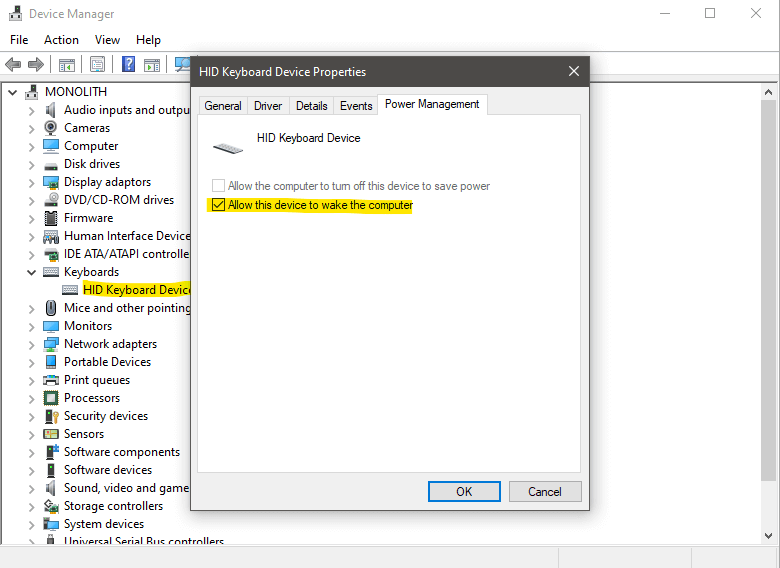 Device Manager
File Action View Help
HID Keyboard Device Properties
MONOLITH
Audio inputs and outpu
Cameras
Computer
Disk drives
Display adaptors
DVD/CD-ROM drives
Firmware
Human Interface Device
IDE ATA/ATAPI controlle
Keyboards
HID Keyboard Device
Mice and other pointing
Monitors
Network adapters
Portable Devices
Print queues
Processors
Security devices
Sensors
Software components
Software devices
Sound, video and game
Storage controllers
System devices
Universal Serial Bus controllers
General Driver Details Events Power Management
HID Keyboard Device
Allow the computer to turn off this device to save power
Allow this device to wake the computer
OK Cancel